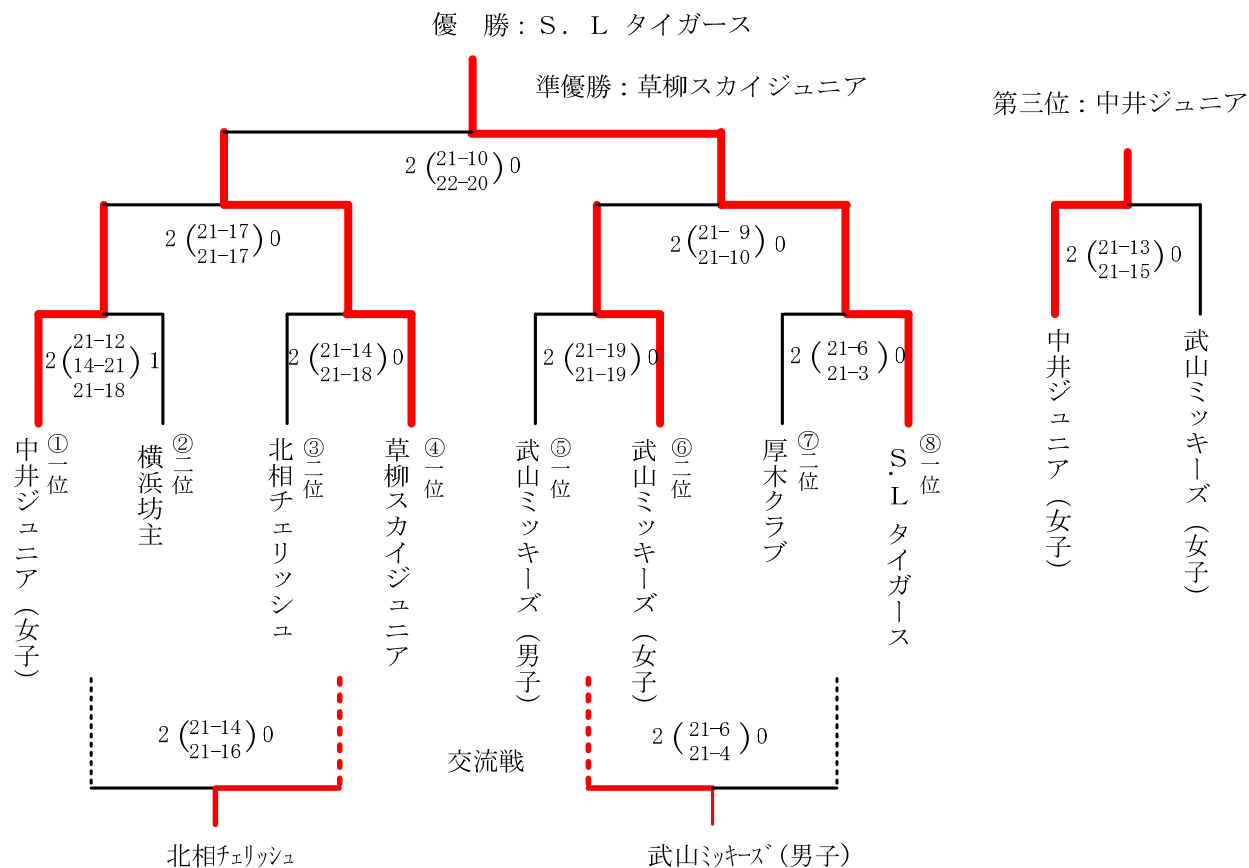 優　勝：Ｓ．Ｌ タイガース
準優勝：草柳スカイジュニア
第三位：中井ジュニア
2 (21-10 22-20) 0
2 (21-17 21-17) 0
2 (21- 9 21-10) 0
2 (21-13 21-15) 0
2 (21-12 14-21 21-18) 1
2 (21-14 21-18) 0
2 (21-19 21-19) 0
2 (21-6 21-3) 0
①一位
中井ジュニア（女子）
②二位
横浜坊主
③二位
北相チェリッシュ
④一位
草柳スカイジュニア
⑤一位
武山ミッキーズ（男子）
⑥二位
武山ミッキーズ（女子）
⑦二位
厚木クラブ
⑧一位
Ｓ.Ｌ タイガース
中井ジュニア（女子）
武山ミッキーズ（女子）
2 (21-14 21-16) 0
交流戦
2 (21-6 21-4) 0
北相ﾁｪﾘｯｼｭ
武山ﾐｯｷｰｽﾞ(男子)